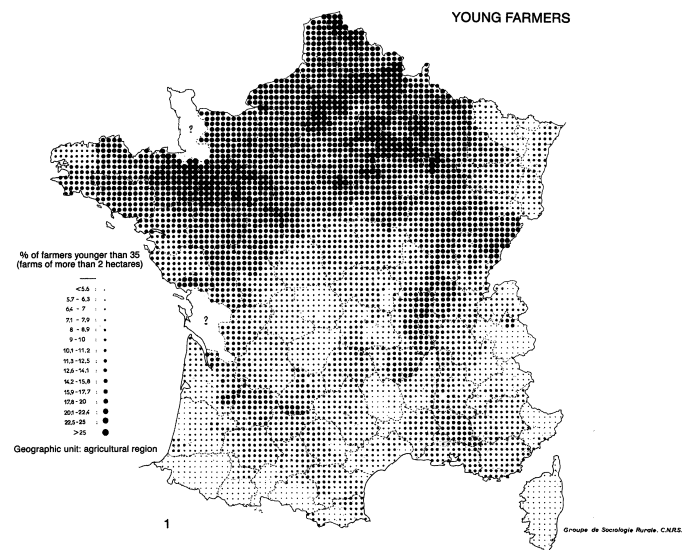 YOUNG FARMERS
?
% of farmers younger than 35
(farms of more than 2 hectares)
<5.6 :
5.7 - 6.3 :
6.4 - 7 :
7.1 - 7.9 :
8 - 8.9 :
9 - 10 :
10.1 - 11.2 :
11.3 - 12.5 :
12.6 - 14.1 :
14.2 - 15.8 :
15.9 - 17.7 :
17.8 - 20 :
20.1 - 22.4 :
22.5 - 25 :
>25 :
?
Geographic unit: agricultural region
1
Groupe de Sociologie Rurale. C.N.R.S.